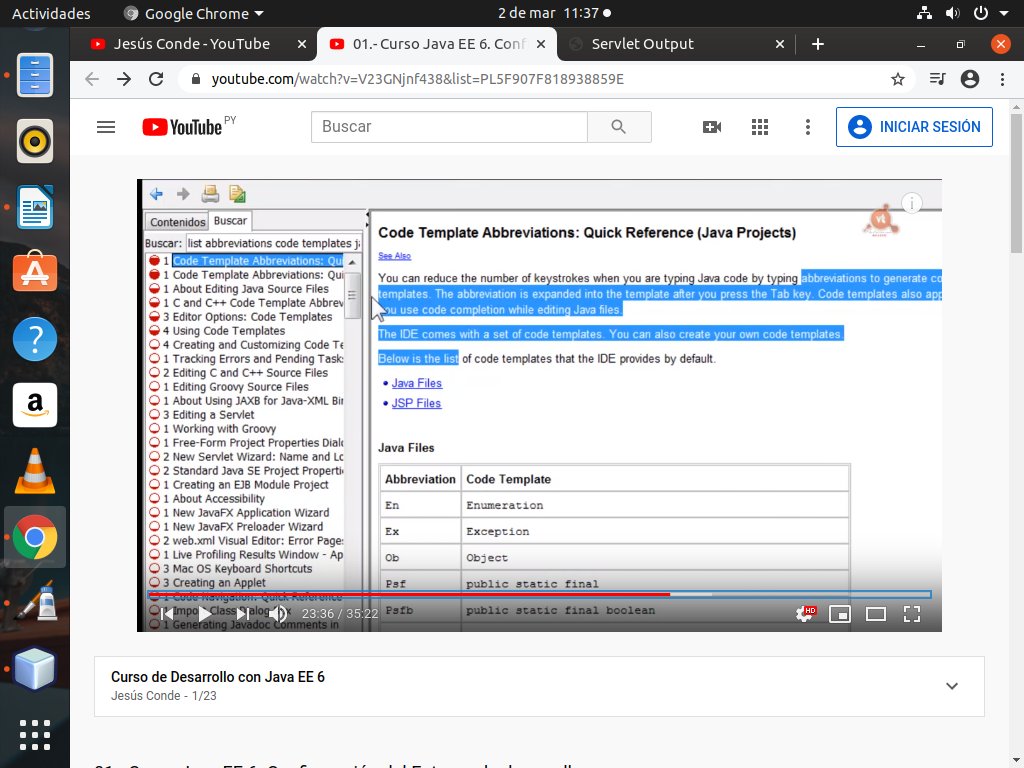 Actividades
Google Chrome
2 de mar 11:37
Jesús Conde - YouTube
01.- Curso Java EE 6. Conf
Servlet Output
youtube.com/watch?v=V23GNjnf438&list=PL5F907F818938859E
YouTube PY
Buscar
INICIAR SESIÓN
Contenidos
Buscar
Buscar: list abbreviations code templates
1 Code Template Abbreviations: Qui
1 Code Template Abbreviations: Qui
1 About Editing Java Source Files
1 C and C++ Code Template Abbrev
3 Editor Options: Code Templates
4 Using Code Templates
4 Creating and Customizing Code Te
1 Tracking Errors and Pending Task
2 Editing C and C++ Source Files
1 Editing Groovy Source Files
1 About Using JAXB for Java-XML Bin
3 Editing a Servlet
1 Working with Groovy
1 Free-Form Project Properties Dialo
2 New Servlet Wizard: Name and Lo
2 Standard Java SE Project Properti
1 Creating an EJB Module Project
1 About Accessibility
1 New JavaFX Application Wizard
1 New JavaFX Preloader Wizard
2 web.xml Visual Editor: Error Page
1 Live Profiling Results Window - Ap
3 Mac OS Keyboard Shortcuts
3 Creating an Applet
1 Code Navigation: Quick Reference
1 Import Class Dialog Box
1 Generating Javadoc Comments in
Code Template Abbreviations: Quick Reference (Java Projects)
See Also
You can reduce the number of keystrokes when you are typing Java code by typing abbreviations to generate co
templates. The abbreviation is expanded into the template after you press the Tab key. Code templates also app
you use code completion while editing Java files.
The IDE comes with a set of code templates. You can also create your own code templates
Below is the list of code templates that the IDE provides by default.
Java Files
JSP Files
Java Files
Abbreviation Code Template
En Enumeration
Ex Exception
Ob Object
Psf public static final
Psfb public static final boolean
23:36 / 35:22
HD
Curso de Desarrollo con Java EE 6
Jesús Conde - 1/23